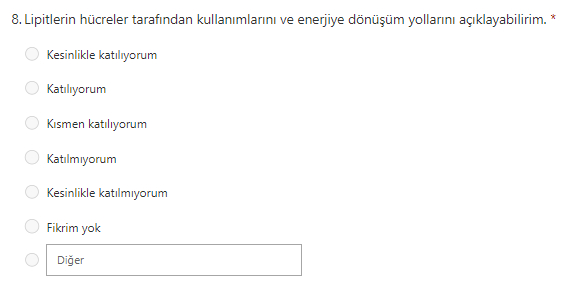 8. Lipitlerin hücreler tarafından kullanımlarını ve enerjiye dönüşüm yollarını açıklayabilirim. *
Kesinlikle katılıyorum
Katılıyorum
Kısmen katılıyorum
Katılmıyorum
Kesinlikle katılmıyorum
Fikrim yok
Diğer